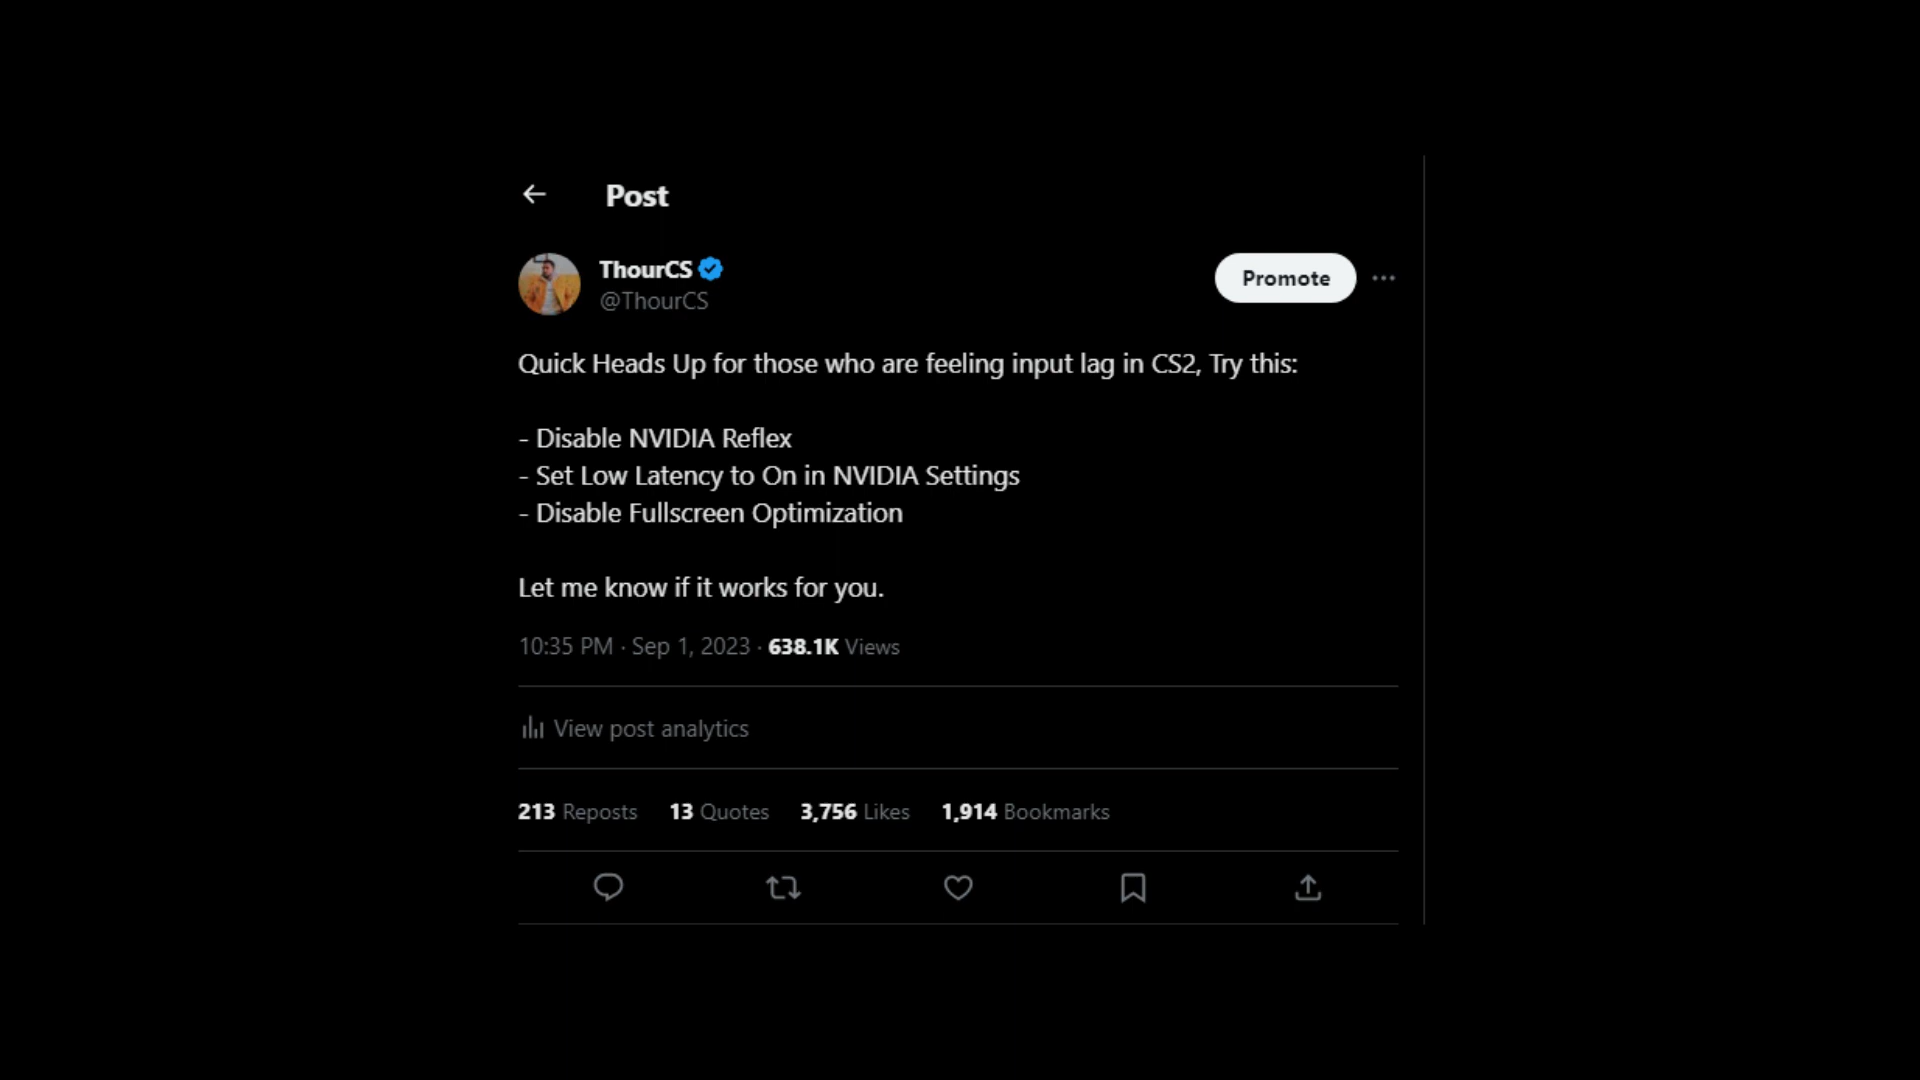 Post
ThourCS
@ThourCS
Promote
Quick Heads Up for those who are feeling input lag in CS2, Try this:
- Disable NVIDIA Reflex
- Set Low Latency to On in NVIDIA Settings
- Disable Fullscreen Optimization
Let me know if it works for you.
10:35 PM · Sep 1, 2023 · 638.1K Views
View post analytics
213 Reposts 13 Quotes 3,756 Likes 1,914 Bookmarks